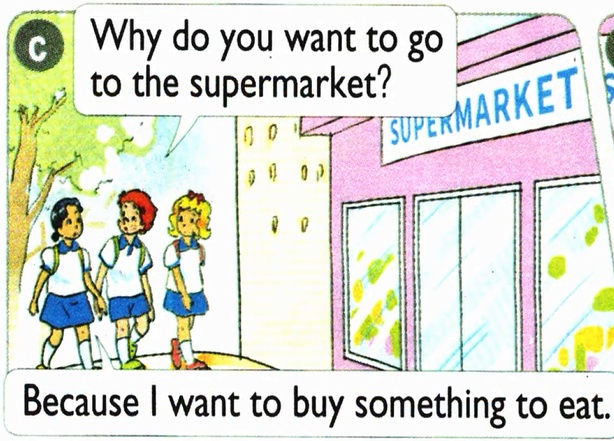 C
Why do you want to go
to the supermarket?
SUPERMARKET
Because I want to buy something to eat.